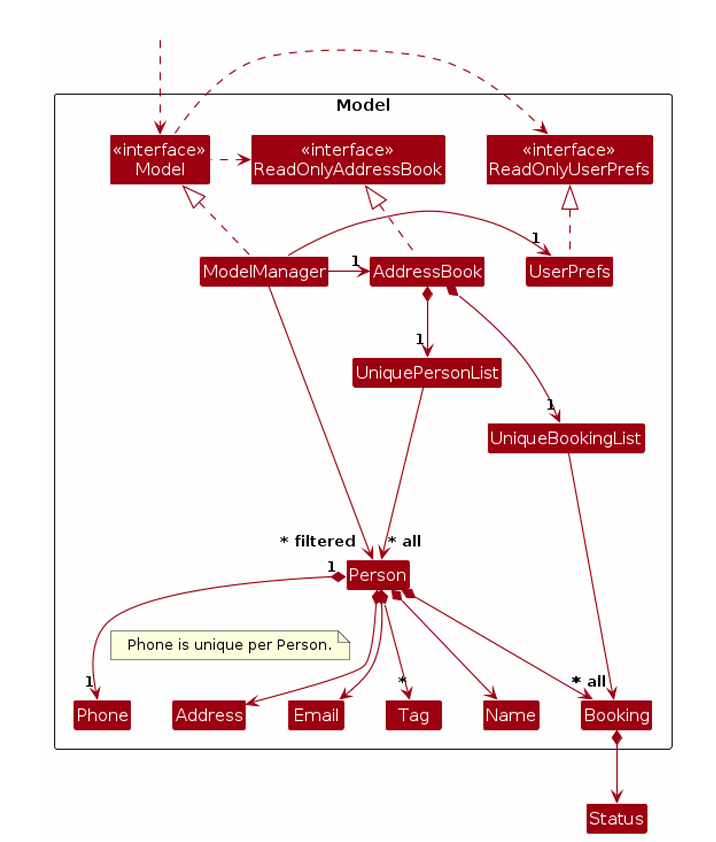 Model
«interface»
Model
«interface»
ReadOnlyAddressBook
«interface»
ReadOnlyUserPrefs
1
ModelManager
1
AddressBook
UserPrefs
1
UniquePersonList
1
UniqueBookingList
* filtered
* all
1
Person
Phone is unique per Person.
1
*
* all
Phone
Address
Email
Tag
Name
Booking
Status